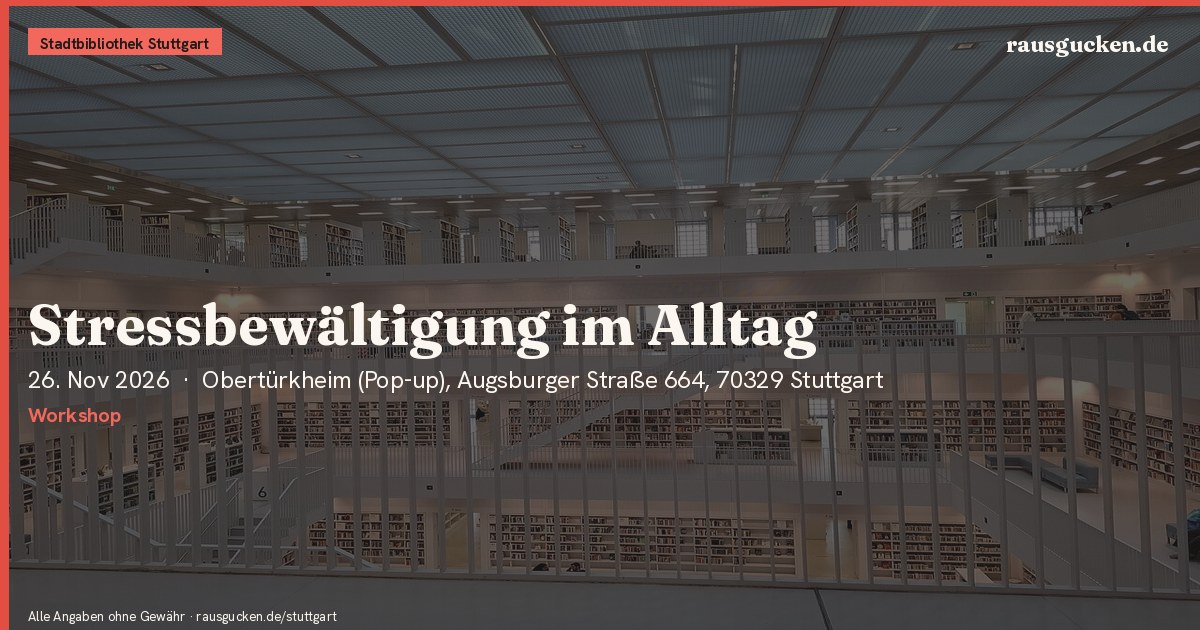 Stadtbibliothek Stuttgart
rausgucken.de
Stressbewältigung im Alltag
26. Nov 2026 · Obertürkheim (Pop-up), Augsburger Straße 664, 70329 Stuttgart
Workshop
6
Alle Angaben ohne Gewähr · rausgucken.de/stuttgart